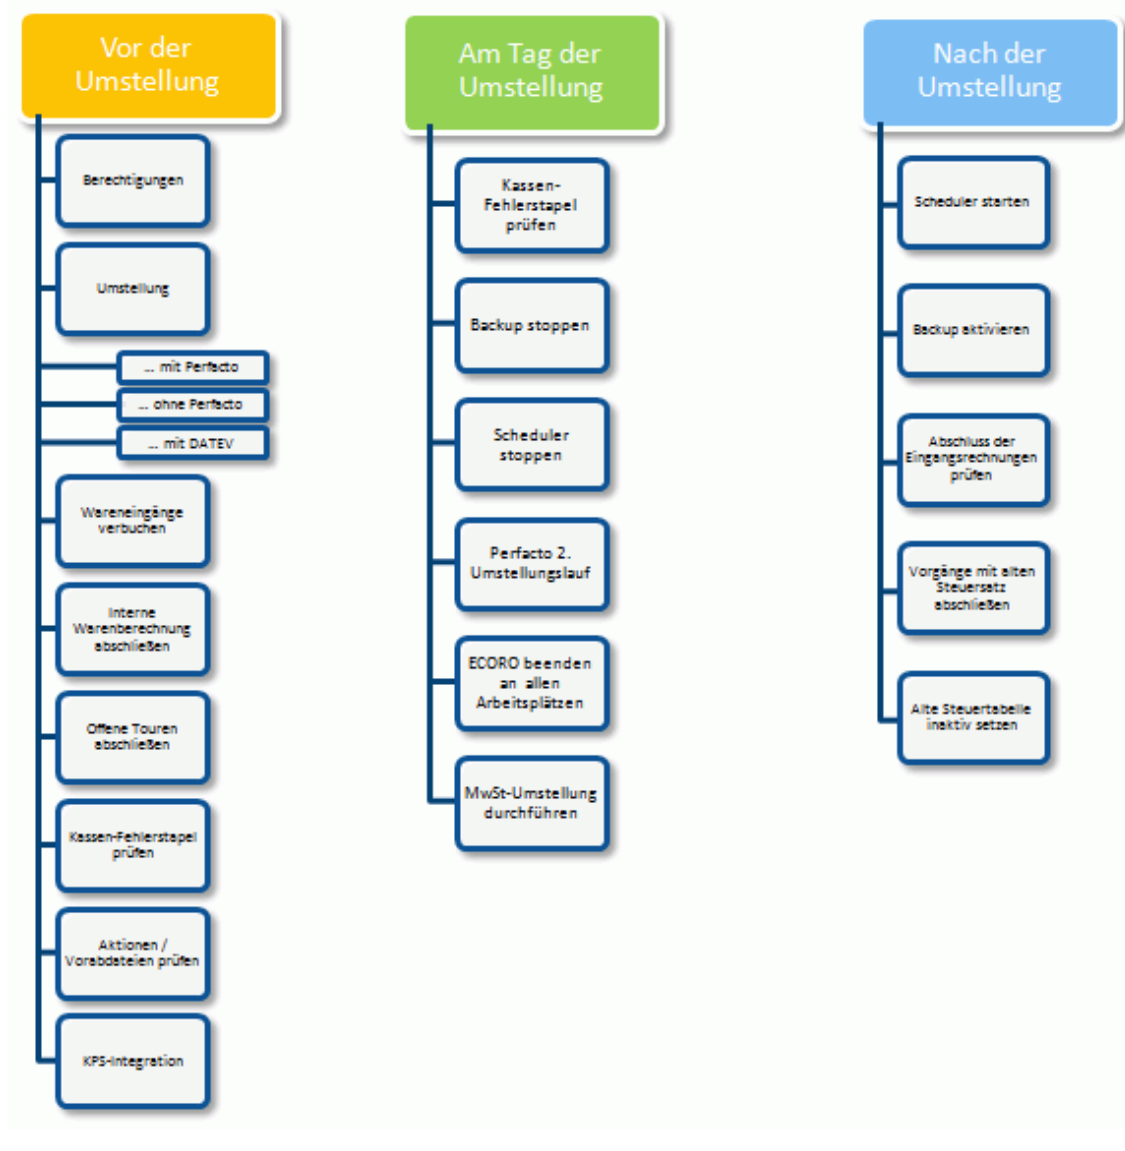 Vor der
Umstellung
Berechtigungen
Umstellung
... mit Perfacto
... ohne Perfacto
... mit DATEV
Wareneingänge
verbuchen
Interne
Warenberechnung
abschließen
Offene Touren
abschließen
Kassen-Fehlerstapel
prüfen
Aktionen /
Vorabdateien prüfen
KPS-Integration
Am Tag der
Umstellung
Kassen-
Fehlerstapel
prüfen
Backup stoppen
Scheduler
stoppen
Perfacto 2.
Umstellungslauf
ECORO beenden
an allen
Arbeitsplätzen
MwSt-Umstellung
durchführen
Nach der
Umstellung
Scheduler starten
Backup aktivieren
Abschluss der
Eingangsrechnungen
prüfen
Vorgänge mit alten
Steuersatz
abschließen
Alte Steuertabelle
inaktiv setzen